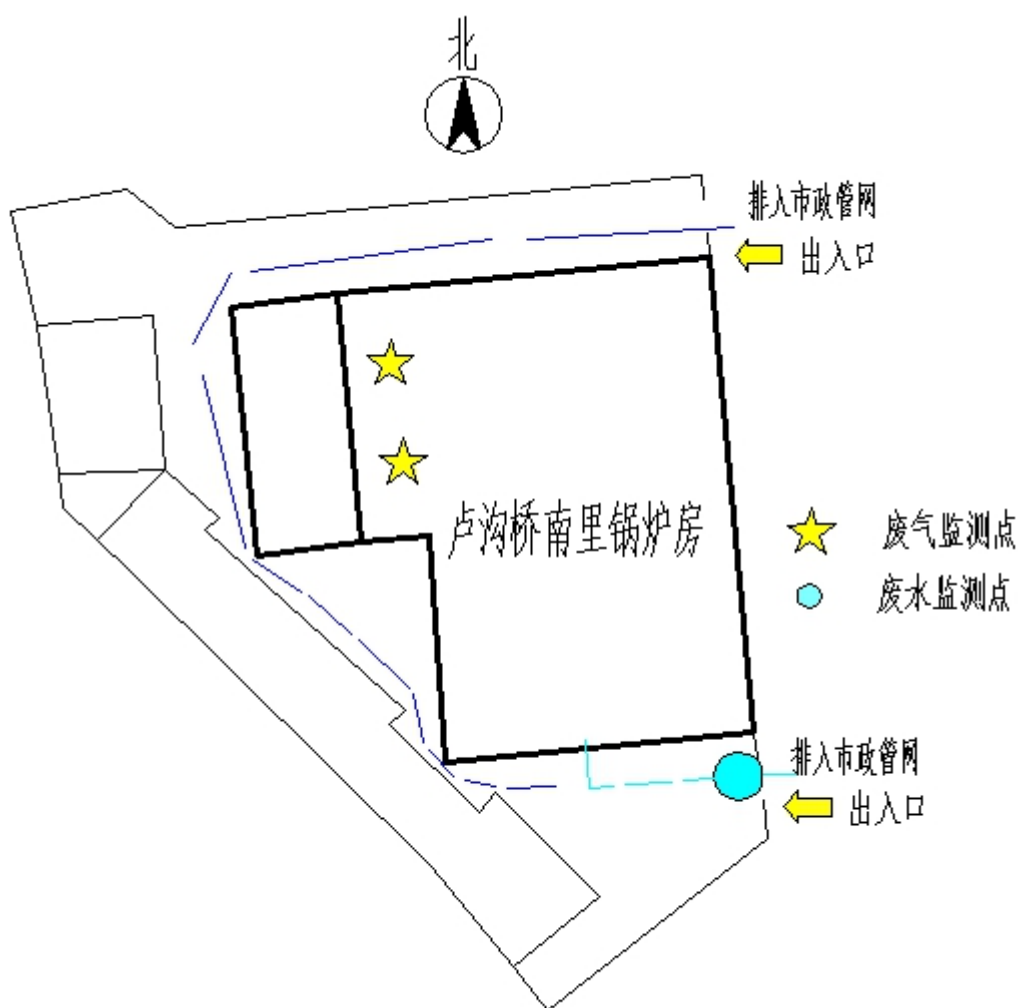 北
排入市政管网
出入口
卢沟桥南里锅炉房
废气监测点
废水监测点
排入市政管网
出入口